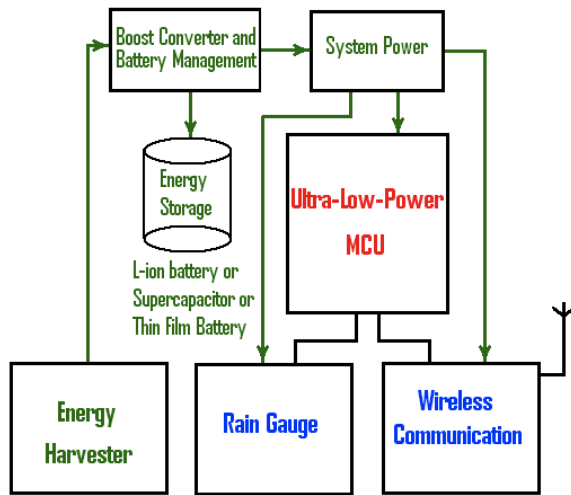 Boost Converter and
Battery Management
System Power
Energy
Storage
Ultra-Low-Power
MCU
L-ion battery or
Supercapacitor or
Thin Film Battery
Energy
Harvester
Rain Gauge
Wireless
Communication